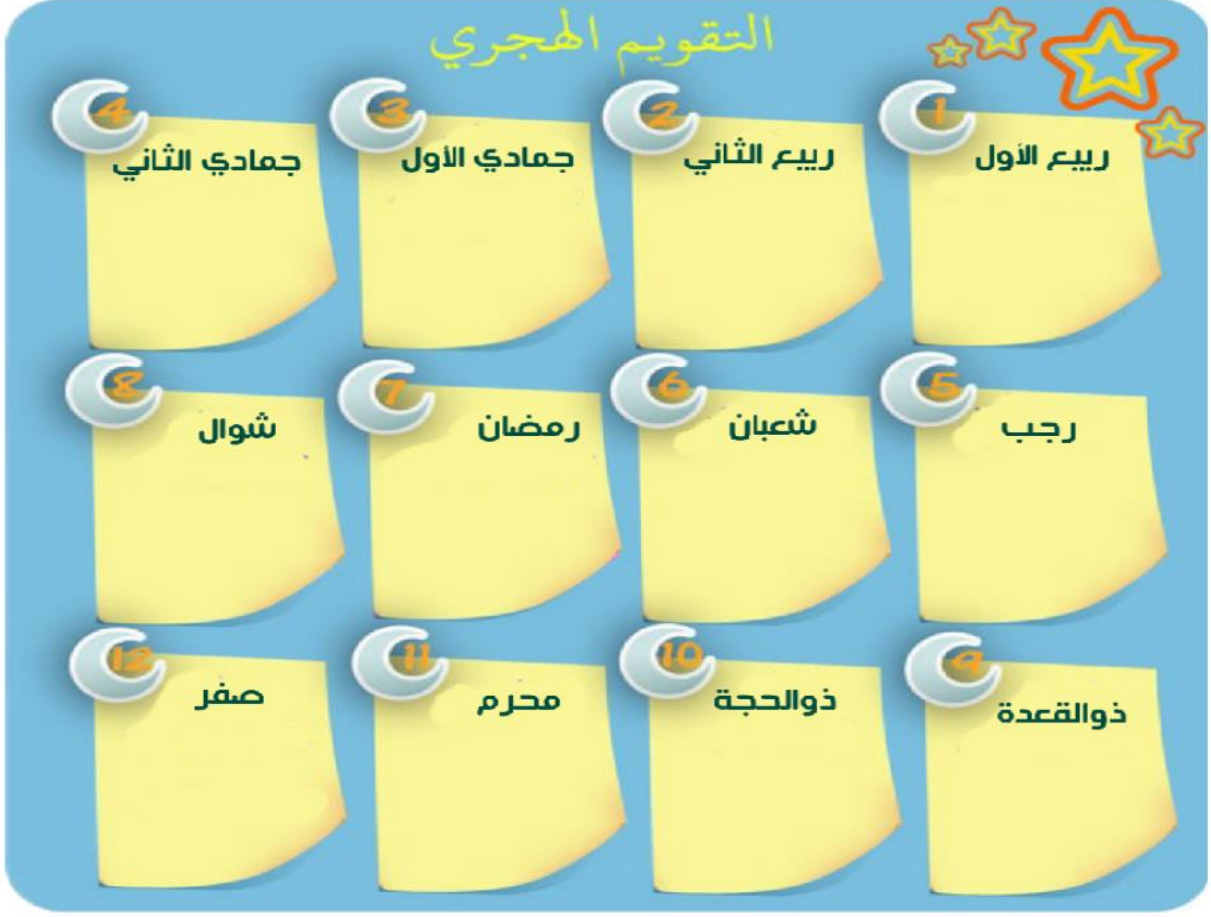 التقويم الهجري
1
ربيع الأول
2
ربيع الثاني
3
جمادي الأول
4
جمادي الثاني
5
رجب
6
شعبان
7
رمضان
8
شوال
9
ذوالقعدة
10
ذوالحجة
11
محرم
12
صفر